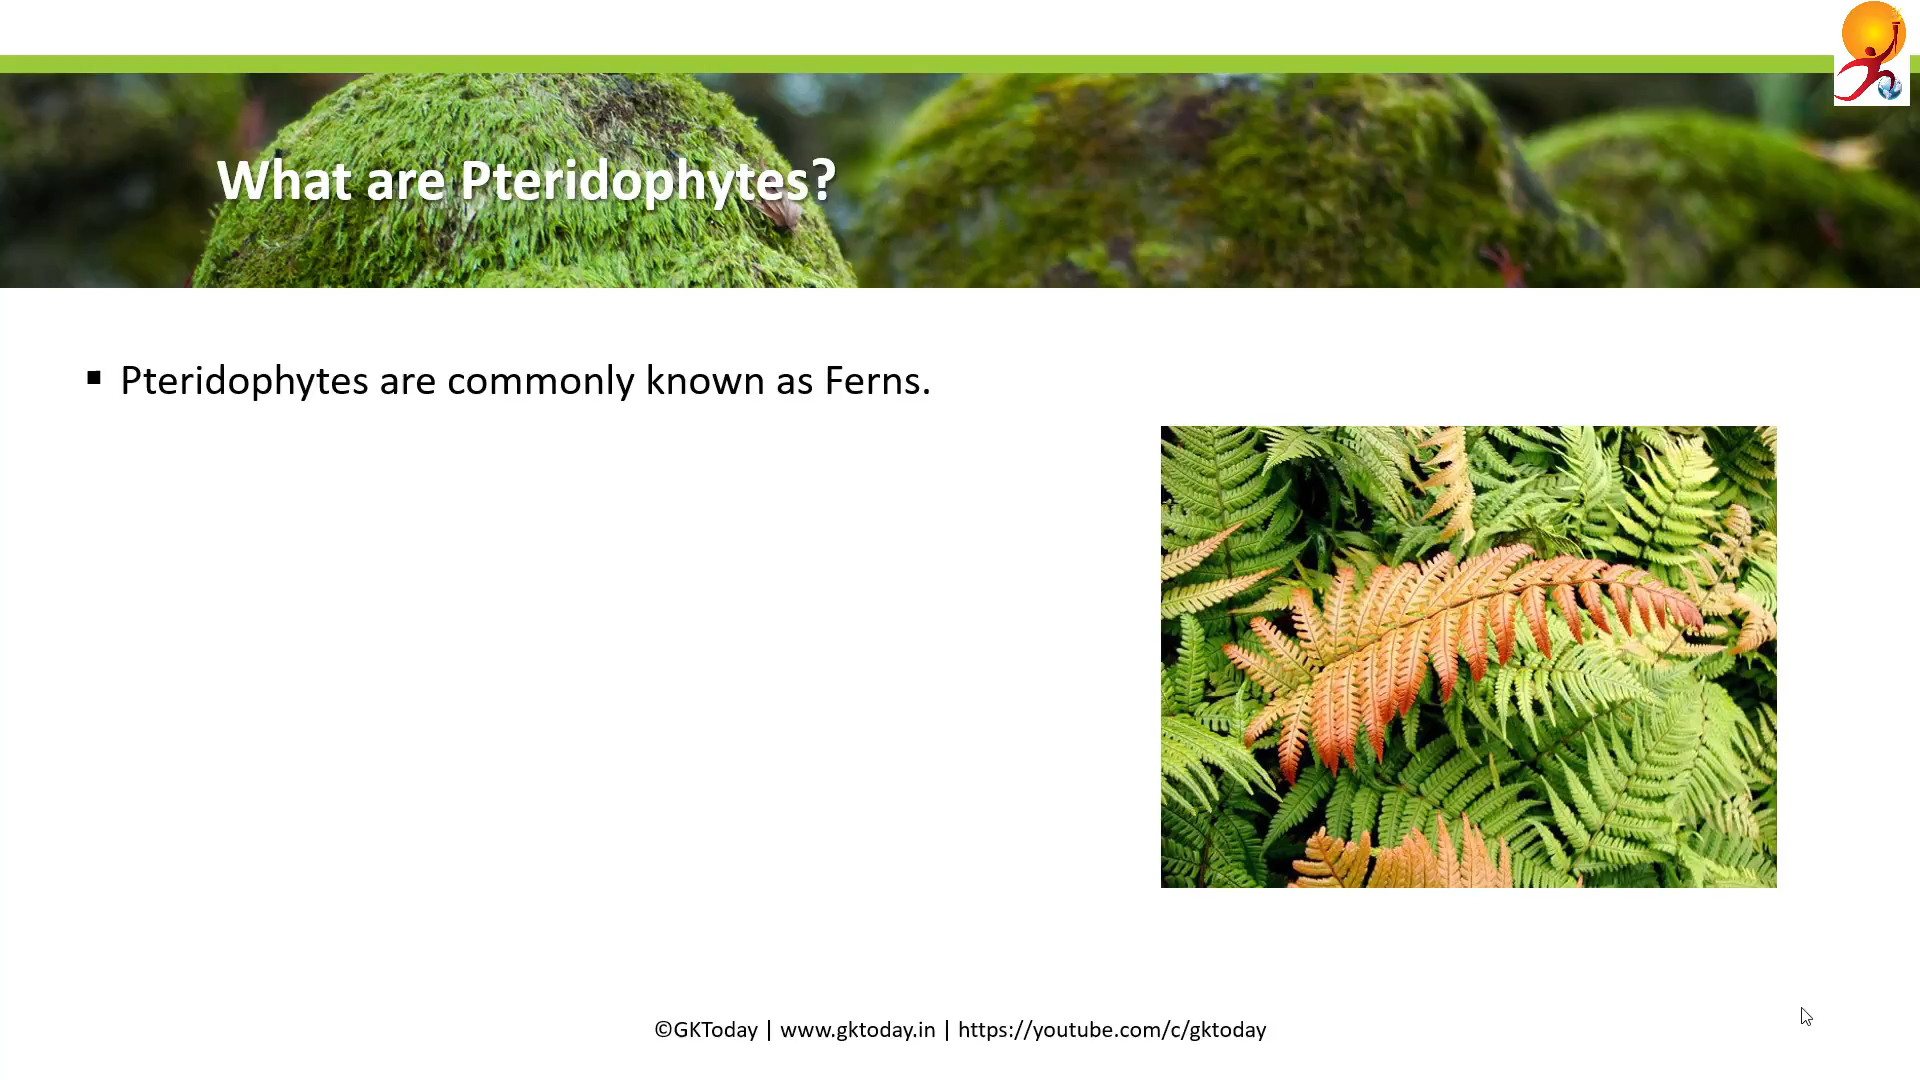 What are Pteridophytes?
▪ Pteridophytes are commonly known as Ferns.
©GKToday | www.gktoday.in | https://youtube.com/c/gktoday